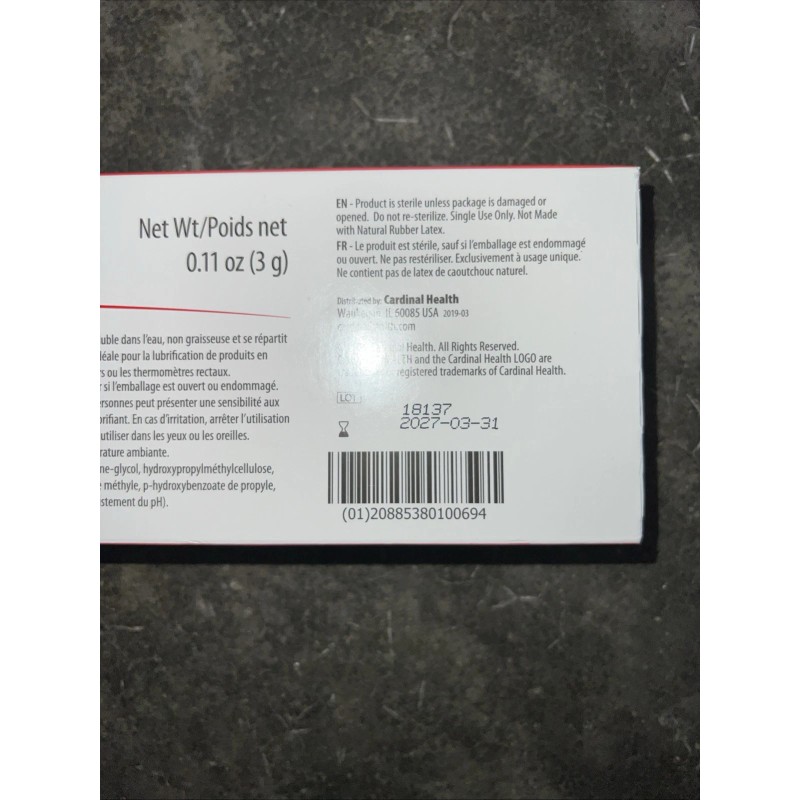 Net Wt/Poids net
0.11 oz (3 g)
uble dans l'eau, non graisseuse et se répartit
déale pour la lubrification de produits en
s ou les thermomètres rectaux.
r si l'emballage est ouvert ou endommagé.
ersonnes peut présenter une sensibilité aux
rifiant. En cas d'irritation, arrêter l'utilisation
utiliser dans les yeux ou les oreilles.
rature ambiante.
ne-glycol, hydroxypropylméthylcellulose,
méthyle, p-hydroxybenzoate de propyle,
stement du pH).
EN - Product is sterile unless package is damaged or
opened. Do not re-sterilize. Single Use Only. Not Made
with Natural Rubber Latex.
FR - Le produit est stérile, sauf si l'emballage est endommagé
ou ouvert. Ne pas restériliser. Exclusivement à usage unique.
Ne contient pas de latex de caoutchouc naturel.
Distributed by: Cardinal Health
IL 60085 USA 2019-03
.com
Health. All Rights Reserved.
and the Cardinal Health LOGO are
registered trademarks of Cardinal Health.
LOT 18137
2027-03-31
(01)20885380100694